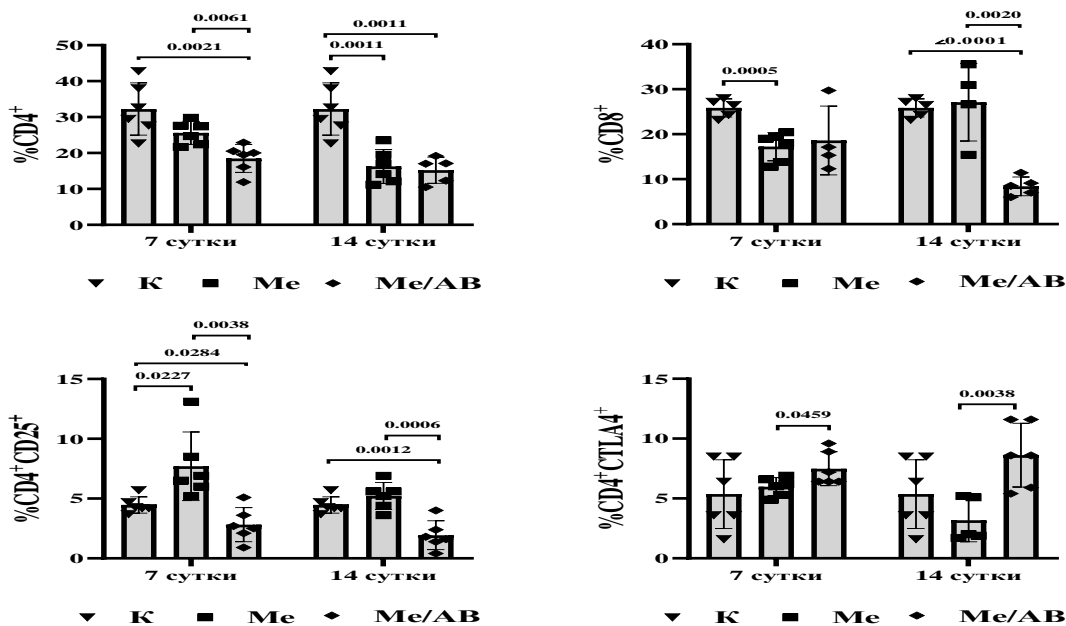 0.0061
0.0021
0.0011
0.0011
%CD4+
50
40
30
20
10
0
7 сутки
14 сутки
К
Me
Me/AB
0.0020
<0.0001
0.0005
%CD8+
40
30
20
10
0
7 сутки
14 сутки
К
Me
Me/AB
0.0038
0.0284
0.0227
0.0006
0.0012
%CD4+CD25+
15
10
5
0
7 сутки
14 сутки
К
Me
Me/AB
0.0459
0.0038
%CD4+CTLA4+
15
10
5
0
7 сутки
14 сутки
К
Me
Me/AB